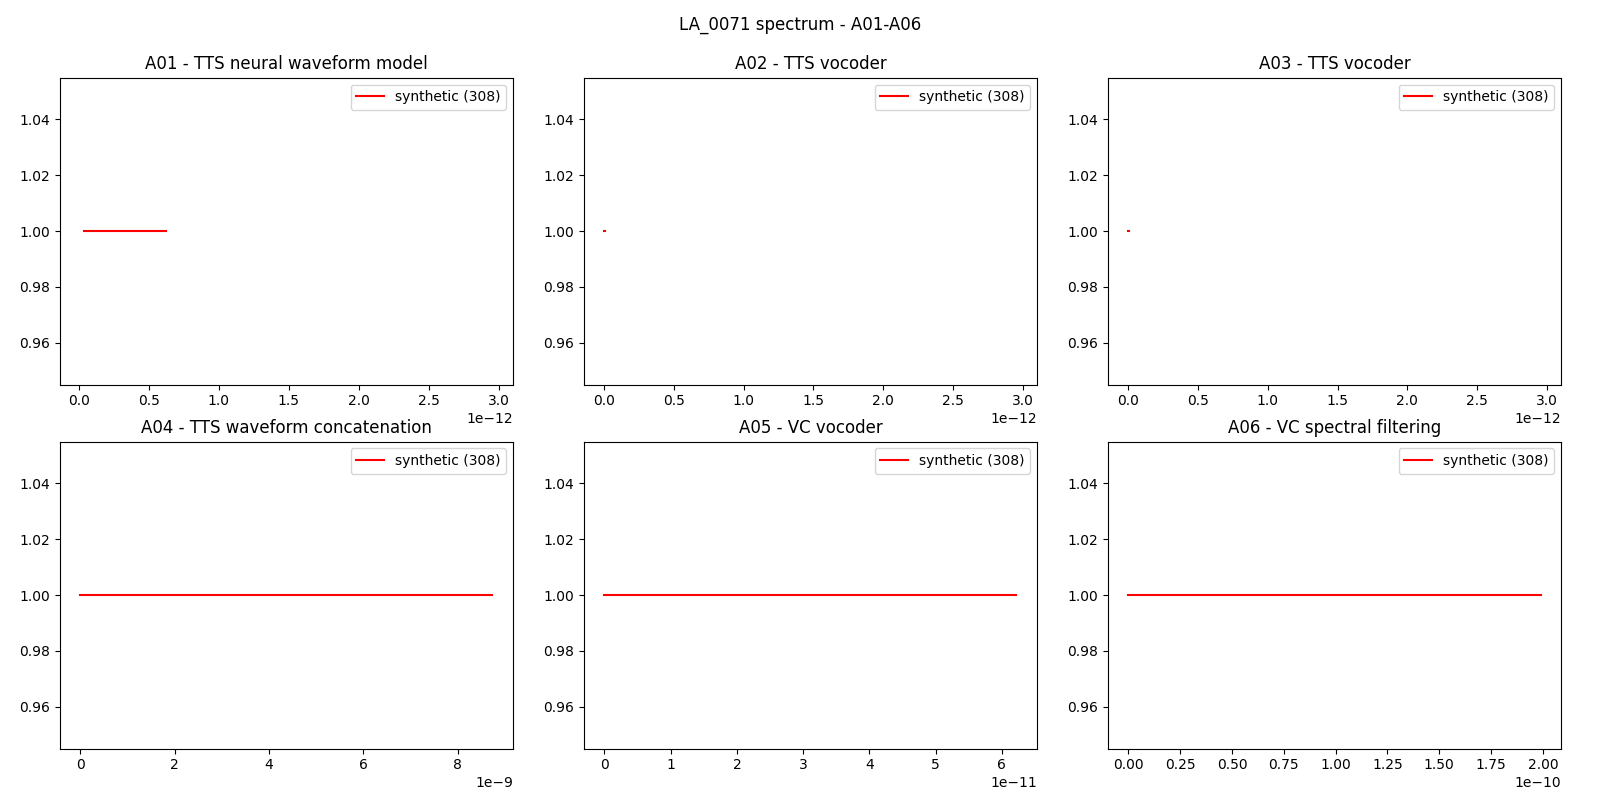 LA_0071 spectrum - A01-A06
A01 - TTS neural waveform model
synthetic (308)
1.04
1.02
1.00
0.98
0.96
0.0 0.5 1.0 1.5 2.0 2.5 3.0
1e−12
A02 - TTS vocoder
synthetic (308)
1.04
1.02
1.00
0.98
0.96
0.0 0.5 1.0 1.5 2.0 2.5 3.0
1e−12
A03 - TTS vocoder
synthetic (308)
1.04
1.02
1.00
0.98
0.96
0.0 0.5 1.0 1.5 2.0 2.5 3.0
1e−12
A04 - TTS waveform concatenation
synthetic (308)
1.04
1.02
1.00
0.98
0.96
0 2 4 6 8
1e−9
A05 - VC vocoder
synthetic (308)
1.04
1.02
1.00
0.98
0.96
0 1 2 3 4 5 6
1e−11
A06 - VC spectral filtering
synthetic (308)
1.04
1.02
1.00
0.98
0.96
0.00 0.25 0.50 0.75 1.00 1.25 1.50 1.75 2.00
1e−10